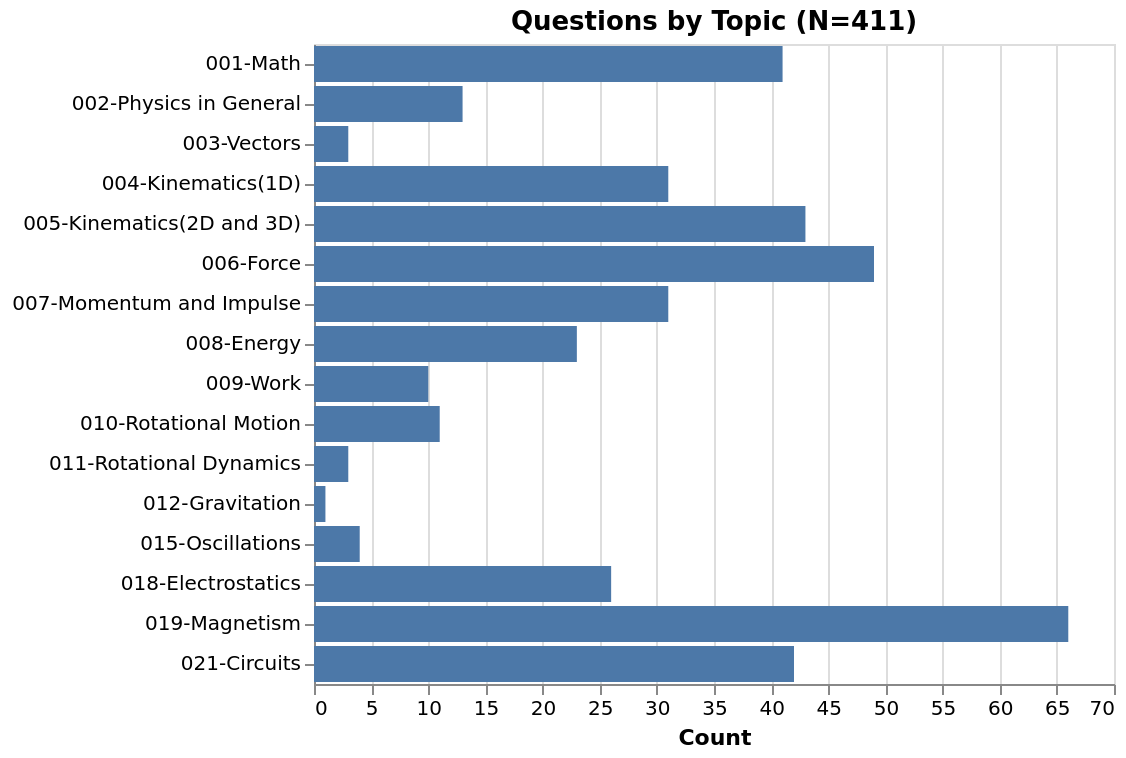 Questions by Topic (N=411)
001-Math
002-Physics in General
003-Vectors
004-Kinematics(1D)
005-Kinematics(2D and 3D)
006-Force
007-Momentum and Impulse
008-Energy
009-Work
010-Rotational Motion
011-Rotational Dynamics
012-Gravitation
015-Oscillations
018-Electrostatics
019-Magnetism
021-Circuits
0 5 10 15 20 25 30 35 40 45 50 55 60 65 70
Count